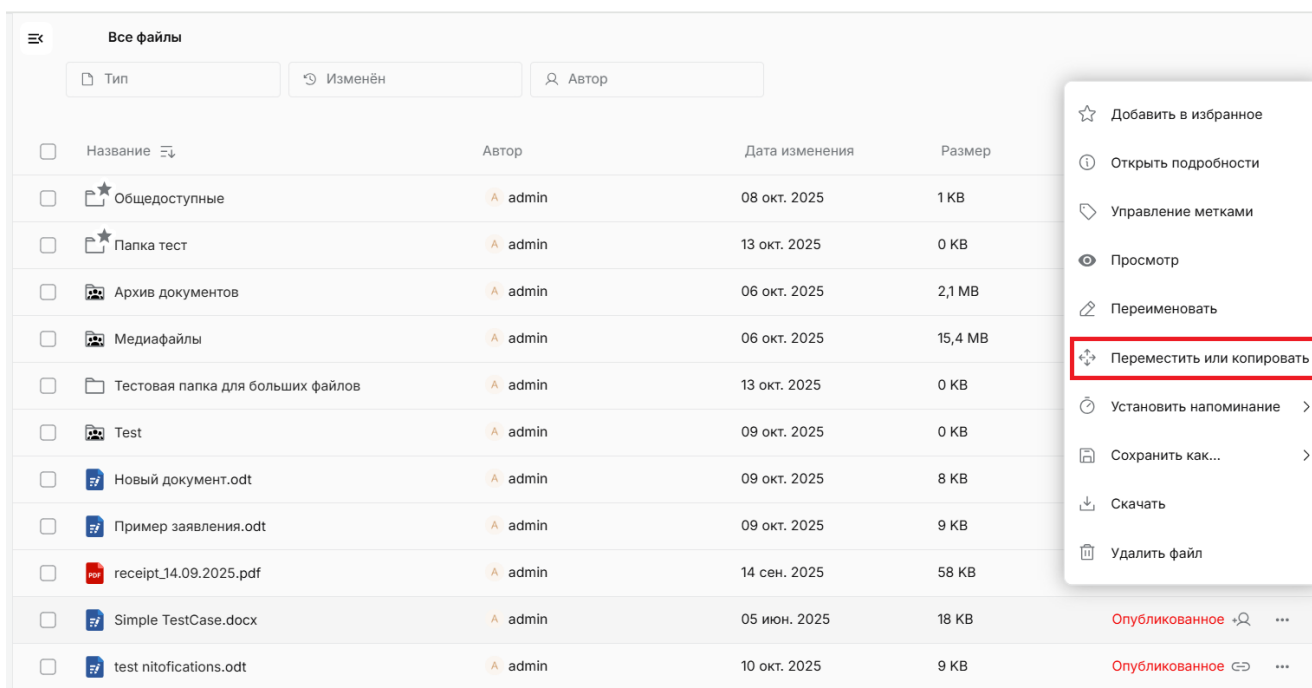 Все файлы
Тип Изменён Автор
Название Автор Дата изменения Размер
Общедоступные A admin 08 окт. 2025 1 KB
Папка тест A admin 13 окт. 2025 0 KB
Архив документов A admin 06 окт. 2025 2,1 MB
Медиафайлы A admin 06 окт. 2025 15,4 MB
Тестовая папка для больших файлов A admin 13 окт. 2025 0 KB
Test A admin 09 окт. 2025 0 KB
Новый документ.odt A admin 09 окт. 2025 8 KB
Пример заявления.odt A admin 09 окт. 2025 9 KB
PDF receipt_14.09.2025.pdf A admin 14 сен. 2025 58 KB
Simple TestCase.docx A admin 05 июн. 2025 18 KB Опубликованное
test nitofications.odt A admin 10 окт. 2025 9 KB Опубликованное
Добавить в избранное
Открыть подробности
Управление метками
Просмотр
Переименовать
Переместить или копировать
Установить напоминание
Сохранить как...
Скачать
Удалить файл